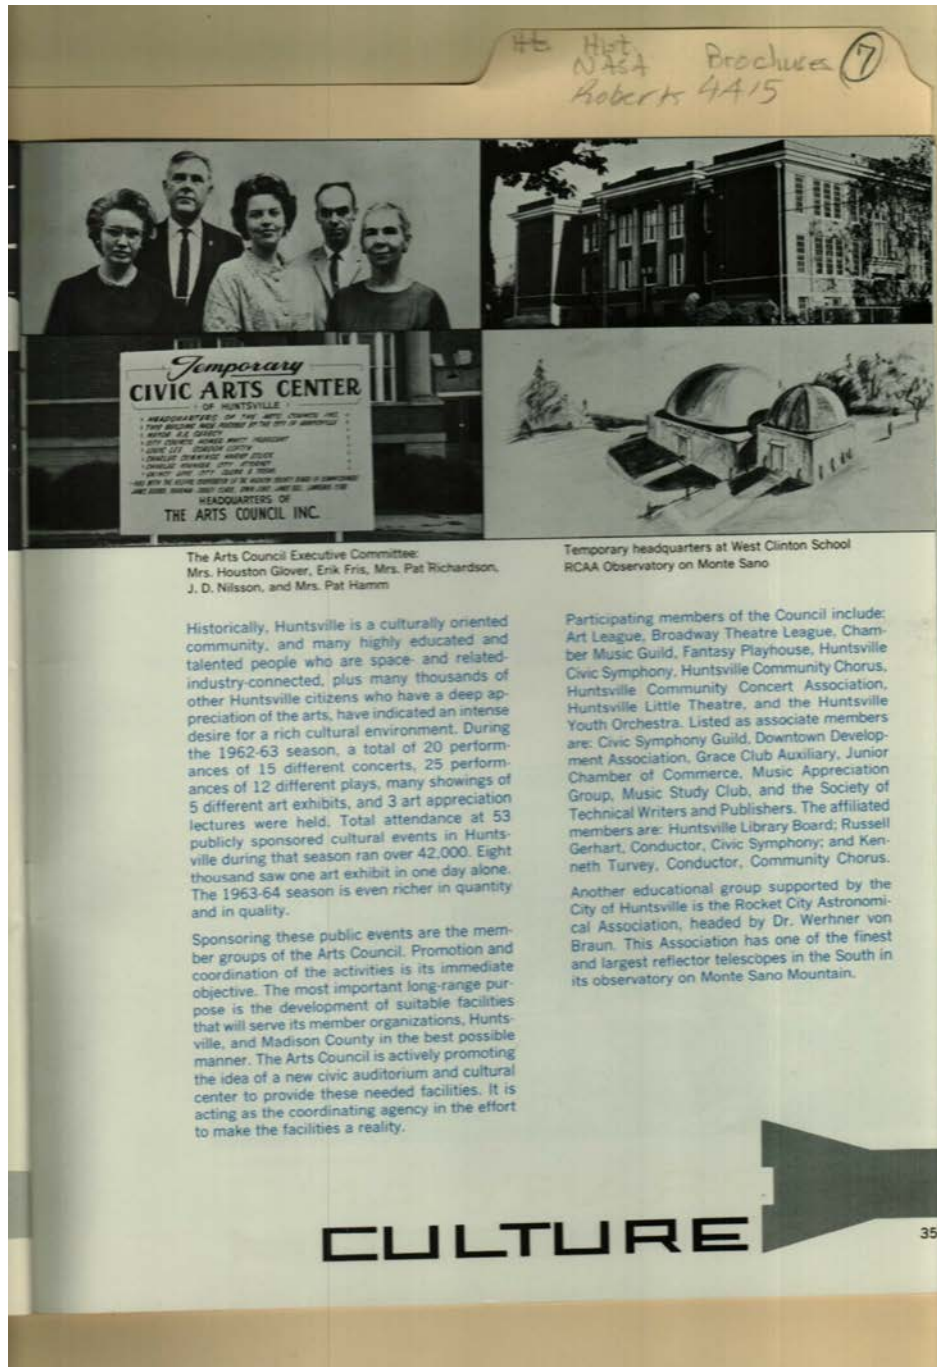 Hist.
NASA Brochures 7
Roberts 4415
Temporary
CIVIC ARTS CENTER
OF HUNTSVILLE
HEADQUARTERS OF THE ARTS COUNCIL INC.
HEADQUARTERS OF
THE ARTS COUNCIL INC.
The Arts Council Executive Committee:
Mrs. Houston Glover, Erik Fris, Mrs. Pat Richardson,
J. D. Nilsson, and Mrs. Pat Hamm
Temporary headquarters at West Clinton School
RCAA Observatory on Monte Sano
Historically, Huntsville is a culturally oriented
community, and many highly educated and
talented people who are space- and related-
industry-connected, plus many thousands of
other Huntsville citizens who have a deep ap-
preciation of the arts, have indicated an intense
desire for a rich cultural environment. During
the 1962-63 season, a total of 20 perform-
ances of 15 different concerts, 25 perform-
ances of 12 different plays, many showings of
5 different art exhibits, and 3 art appreciation
lectures were held. Total attendance at 53
publicly sponsored cultural events in Hunts-
ville during that season ran over 42,000. Eight
thousand saw one art exhibit in one day alone.
The 1963-64 season is even richer in quantity
and in quality.
Sponsoring these public events are the mem-
ber groups of the Arts Council. Promotion and
coordination of the activities is its immediate
objective. The most important long-range pur-
pose is the development of suitable facilities
that will serve its member organizations, Hunts-
ville, and Madison County in the best possible
manner. The Arts Council is actively promoting
the idea of a new civic auditorium and cultural
center to provide these needed facilities. It is
acting as the coordinating agency in the effort
to make the facilities a reality.
Participating members of the Council include:
Art League, Broadway Theatre League, Cham-
ber Music Guild, Fantasy Playhouse, Huntsville
Civic Symphony, Huntsville Community Chorus,
Huntsville Community Concert Association,
Huntsville Little Theatre, and the Huntsville
Youth Orchestra. Listed as associate members
are: Civic Symphony Guild, Downtown Develop-
ment Association, Grace Club Auxiliary, Junior
Chamber of Commerce, Music Appreciation
Group, Music Study Club, and the Society of
Technical Writers and Publishers. The affiliated
members are: Huntsville Library Board; Russell
Gerhart, Conductor, Civic Symphony; and Ken-
neth Turvey, Conductor, Community Chorus.
Another educational group supported by the
City of Huntsville is the Rocket City Astronomi-
cal Association, headed by Dr. Werhner von
Braun. This Association has one of the finest
and largest reflector telescopes in the South in
its observatory on Monte Sano Mountain.
CULTURE
35